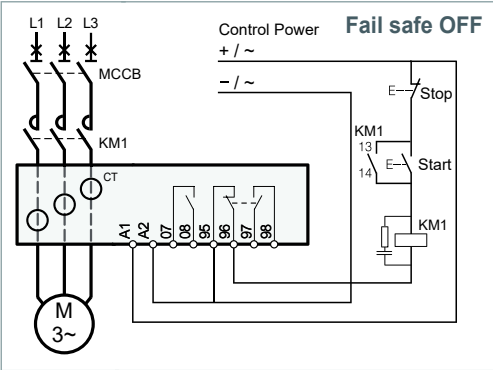 L1 L2 L3
Control Power
Fail safe OFF
+ / ~
− / ~
MCCB
E
Stop
KM1
KM1
13
14
E
Start
CT
KM1
A1
A2
07
08
95
96
97
98
M
3~